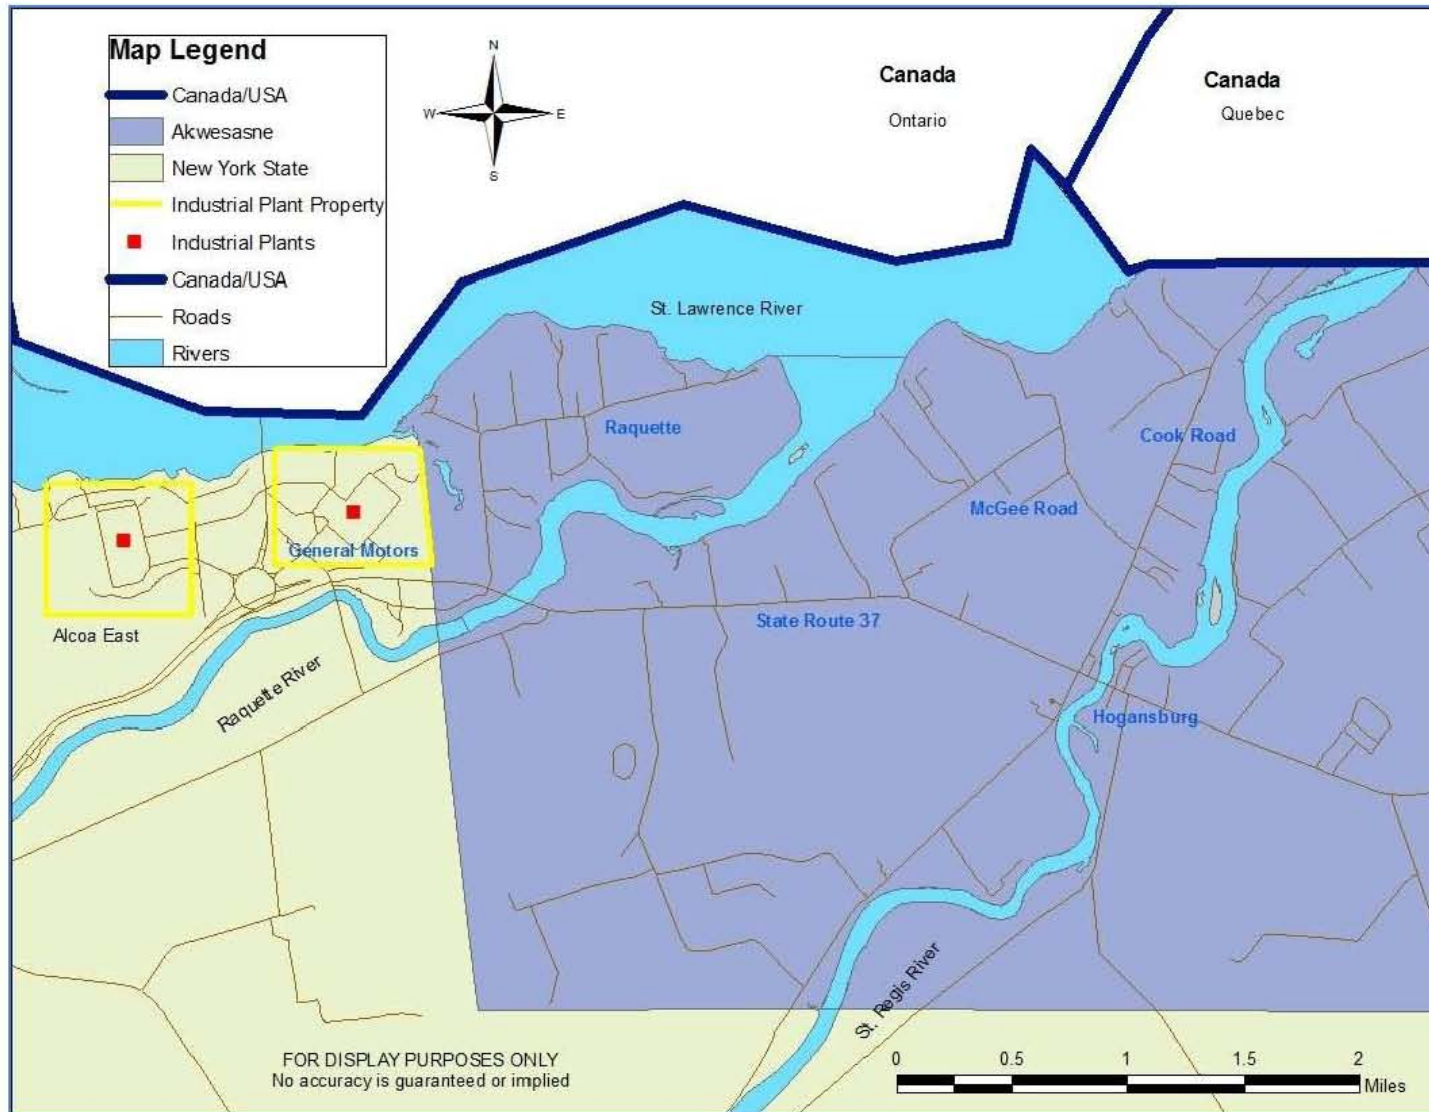 Map Legend
Canada/USA
Akwesasne
New York State
Industrial Plant Property
Industrial Plants
Canada/USA
Roads
Rivers
N
W
E
S
Canada
Ontario
Canada
Quebec
St. Lawrence River
Raquette
Cook Road
McGee Road
General Motors
State Route 37
Alcoa East
Raquette River
Hogansburg
St. Regis River
FOR DISPLAY PURPOSES ONLY
No accuracy is guaranteed or implied
0 0.5 1 1.5 2
Miles